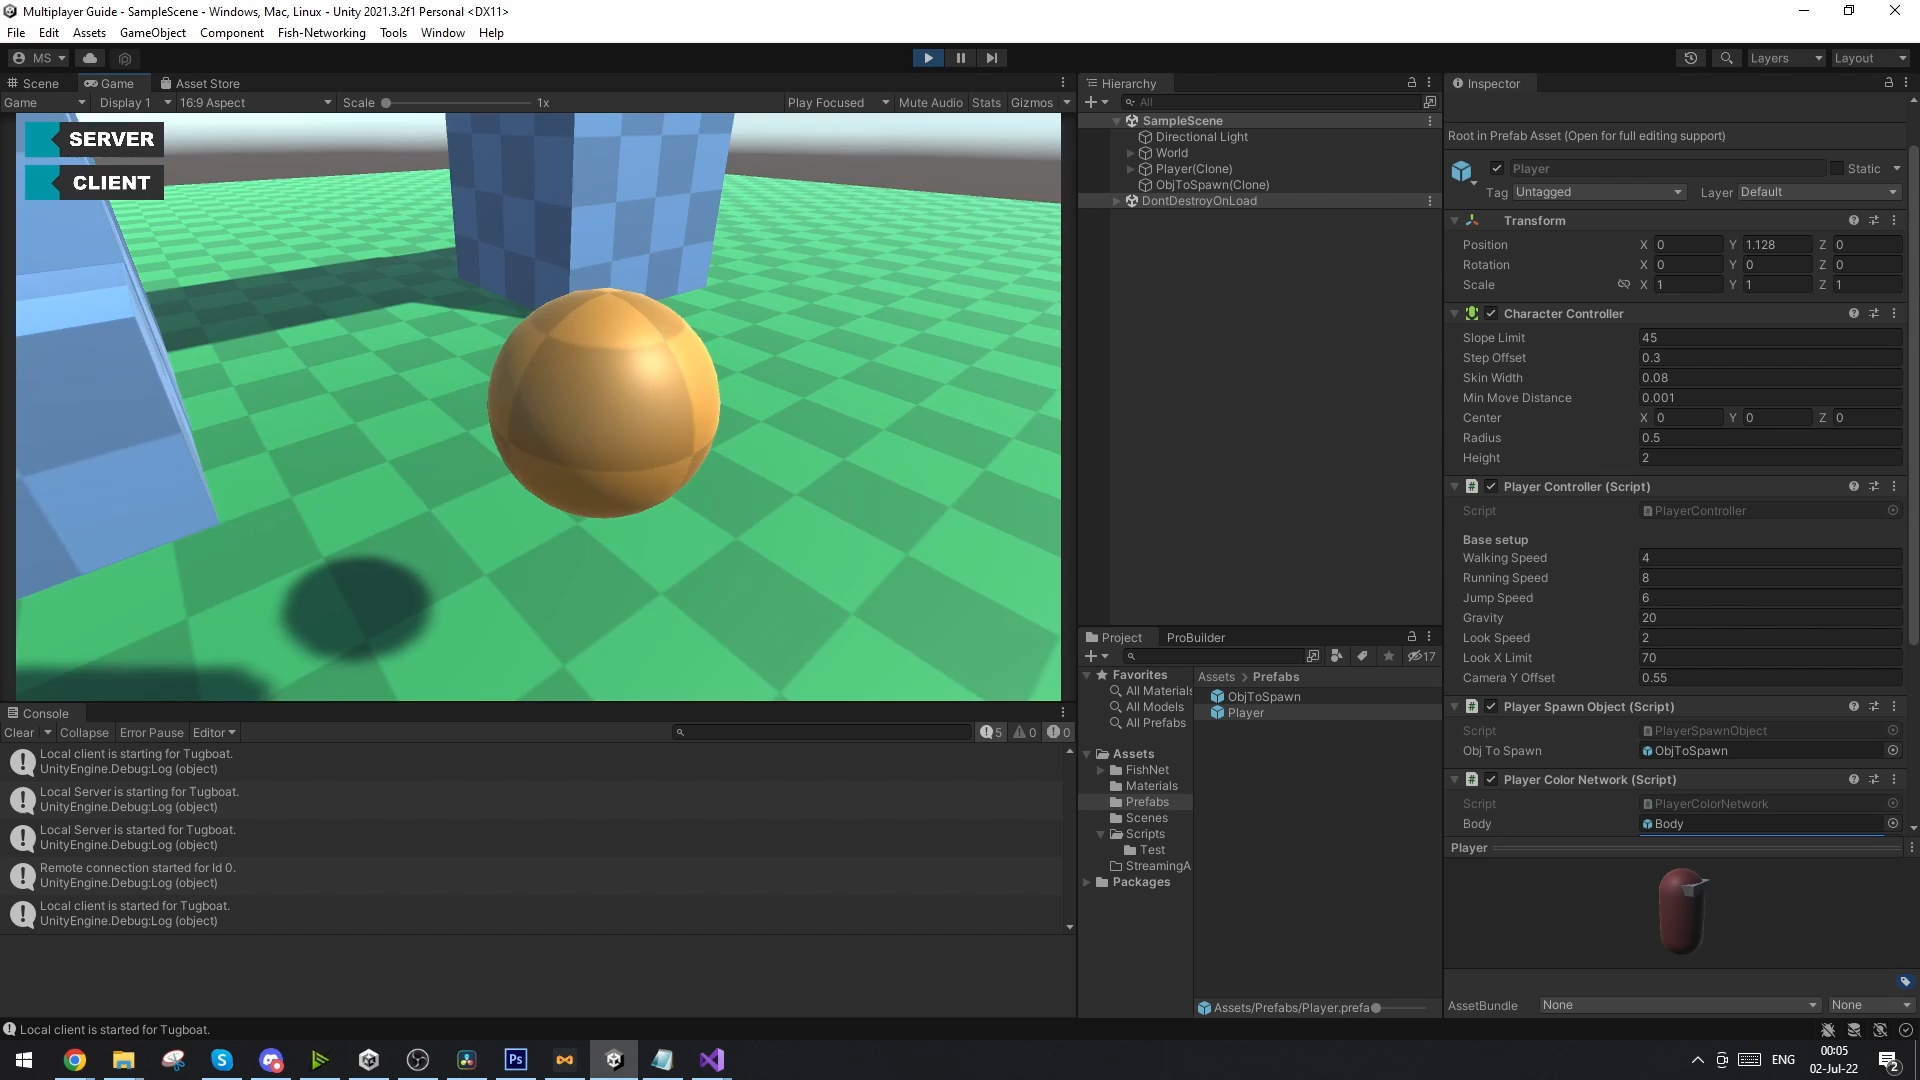 Multiplayer Guide - SampleScene - Windows, Mac, Linux - Unity 2021.3.2f1 Personal <DX11>
File Edit Assets GameObject Component Fish-Networking Tools Window Help
MS
Layers Layout
Scene Game Asset Store
Game Display 1 16:9 Aspect Scale 1x Play Focused Mute Audio Stats Gizmos
SERVER
CLIENT
Hierarchy
All
SampleScene
Directional Light
World
Player(Clone)
ObjToSpawn(Clone)
DontDestroyOnLoad
Project ProBuilder
17
Favorites
All Materials
All Models
All Prefabs
Assets
FishNet
Materials
Prefabs
Scenes
Scripts
Test
StreamingA
Packages
Assets > Prefabs
ObjToSpawn
Player
Assets/Prefabs/Player.prefa
Inspector
Root in Prefab Asset (Open for full editing support)
Player Static
Tag Untagged Layer Default
Transform
Position X 0 Y 1.128 Z 0
Rotation X 0 Y 0 Z 0
Scale X 1 Y 1 Z 1
Character Controller
Slope Limit 45
Step Offset 0.3
Skin Width 0.08
Min Move Distance 0.001
Center X 0 Y 0 Z 0
Radius 0.5
Height 2
Player Controller (Script)
Script PlayerController
Base setup
Walking Speed 4
Running Speed 8
Jump Speed 6
Gravity 20
Look Speed 2
Look X Limit 70
Camera Y Offset 0.55
Player Spawn Object (Script)
Script PlayerSpawnObject
Obj To Spawn ObjToSpawn
Player Color Network (Script)
Script PlayerColorNetwork
Body Body
Player
AssetBundle None None
Console
Clear Collapse Error Pause Editor 5 0 0
Local client is starting for Tugboat.
UnityEngine.Debug:Log (object)
Local Server is starting for Tugboat.
UnityEngine.Debug:Log (object)
Local Server is started for Tugboat.
UnityEngine.Debug:Log (object)
Remote connection started for Id 0.
UnityEngine.Debug:Log (object)
Local client is started for Tugboat.
UnityEngine.Debug:Log (object)
Local client is started for Tugboat.
Ps
ENG
00:05
02-Jul-22
2